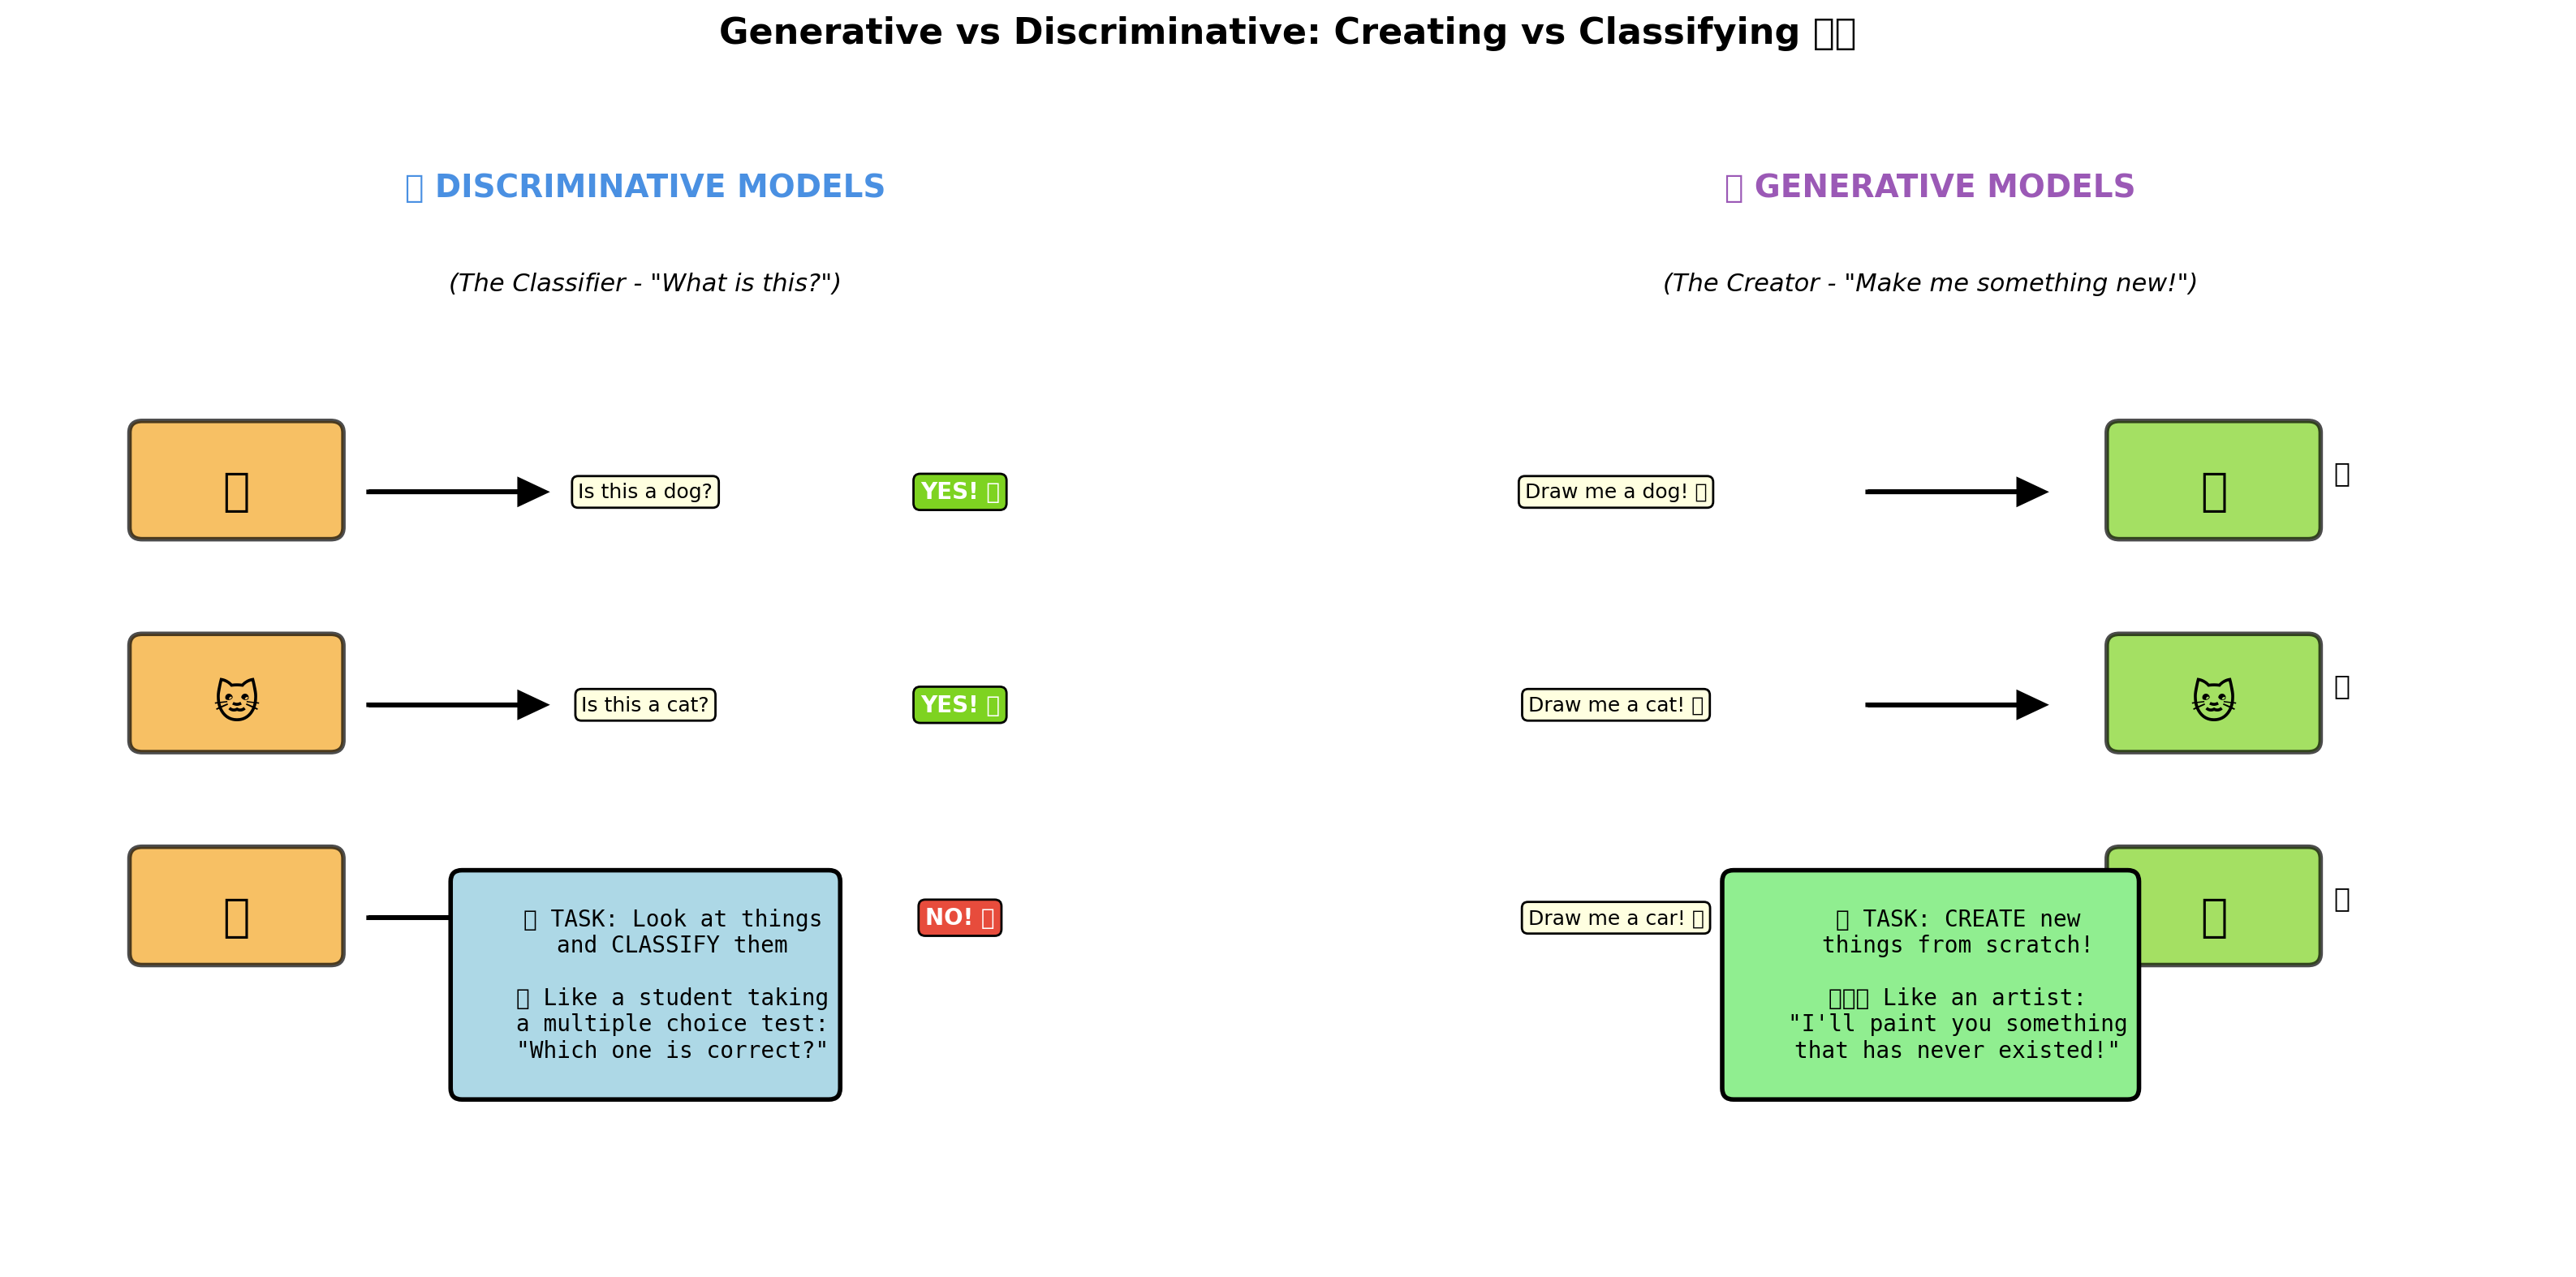 Generative vs Discriminative: Creating vs Classifying
DISCRIMINATIVE MODELS
(The Classifier - "What is this?")
Is this a dog?
YES!
Is this a cat?
YES!
NO!
TASK: Look at things
and CLASSIFY them
Like a student taking
a multiple choice test:
"Which one is correct?"
GENERATIVE MODELS
(The Creator - "Make me something new!")
Draw me a dog!
Draw me a cat!
Draw me a car!
TASK: CREATE new
things from scratch!
Like an artist:
"I'll paint you something
that has never existed!"